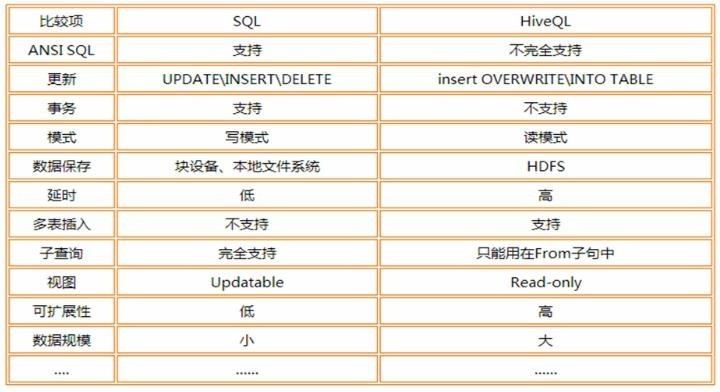 比较项 SQL HiveQL
ANSI SQL 支持 不完全支持
更新 UPDATE\INSERT\DELETE insert OVERWRITE\INTO TABLE
事务 支持 不支持
模式 写模式 读模式
数据保存 块设备、本地文件系统 HDFS
延时 低 高
多表插入 不支持 支持
子查询 完全支持 只能用在From子句中
视图 Updatable Read-only
可扩展性 低 高
数据规模 小 大
.... ...... ......